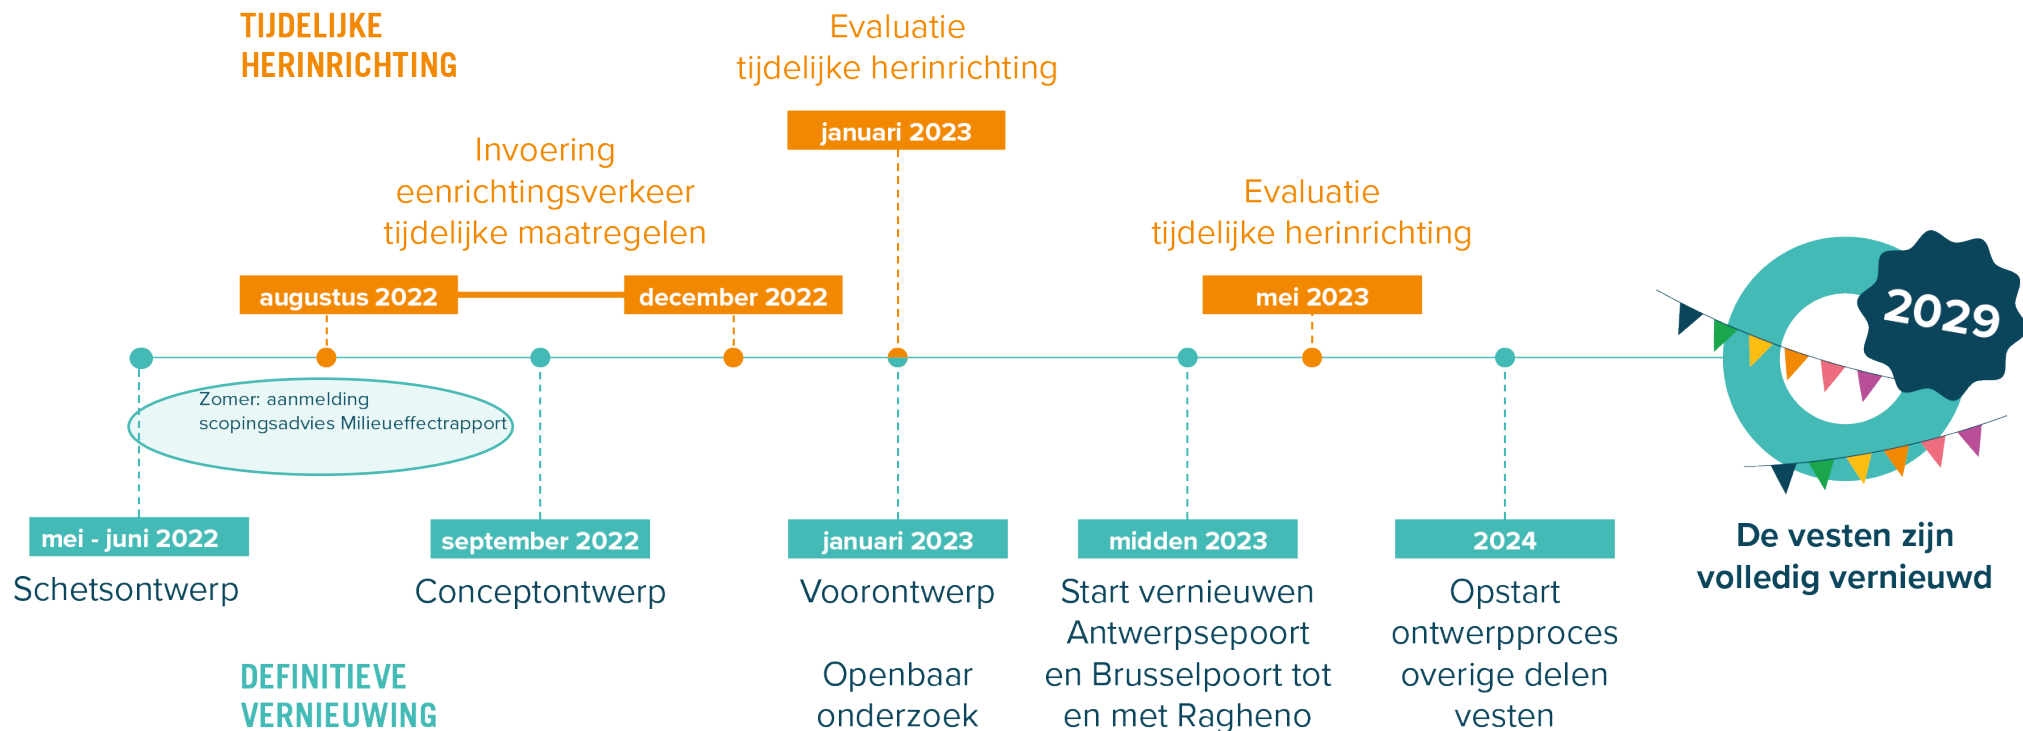 TIJDELIJKE
HERINRICHTING
Evaluatie
tijdelijke herinrichting
januari 2023
Invoering
eenrichtingsverkeer
tijdelijke maatregelen
augustus 2022
december 2022
Evaluatie
tijdelijke herinrichting
mei 2023
2029
Zomer: aanmelding
scopingsadvies Milieueffectrapport
mei - juni 2022
Schetsontwerp
september 2022
Conceptontwerp
januari 2023
Voorontwerp
Openbaar
onderzoek
midden 2023
Start vernieuwen
Antwerpsepoort
en Brusselpoort tot
en met Ragheno
2024
Opstart
ontwerpproces
overige delen
vesten
De vesten zijn
volledig vernieuwd
DEFINITIEVE
VERNIEUWING